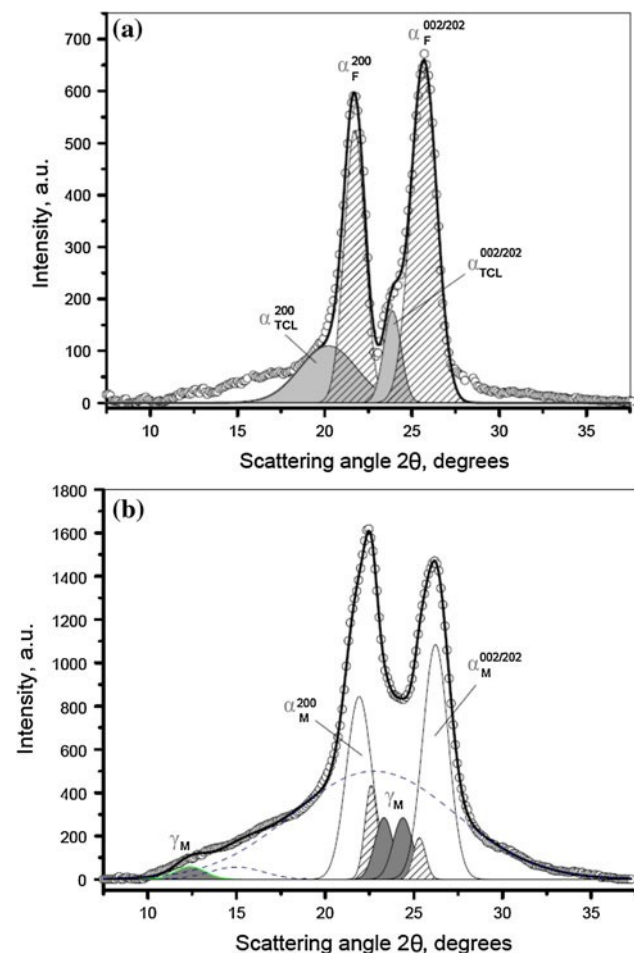 (a)
α F 200
α F 002/202
α TCL 002/202
α TCL 200
Intensity, a.u.
700
600
500
400
300
200
100
0
10 15 20 25 30 35
Scattering angle 2θ, degrees
(b)
α M 200
α M 002/202
γ M
γ M
Intensity, a.u.
1800
1600
1400
1200
1000
800
600
400
200
0
10 15 20 25 30 35
Scattering angle 2θ, degrees